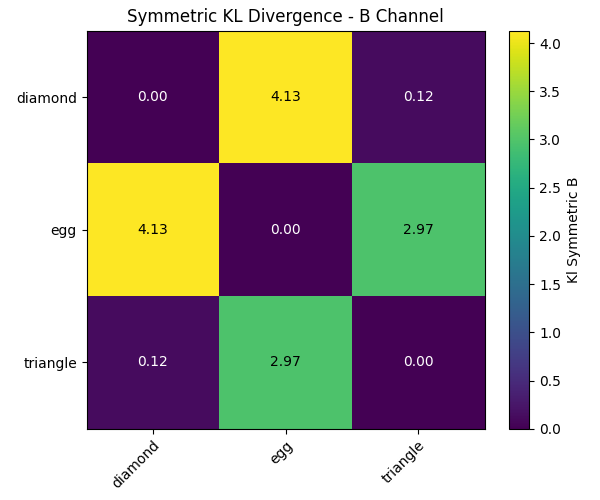 Symmetric KL Divergence - B Channel
diamond 0.00 4.13 0.12
egg 4.13 0.00 2.97
triangle 0.12 2.97 0.00
diamond egg triangle
4.0
3.5
3.0
2.5
2.0
1.5
1.0
0.5
0.0
Kl Symmetric B